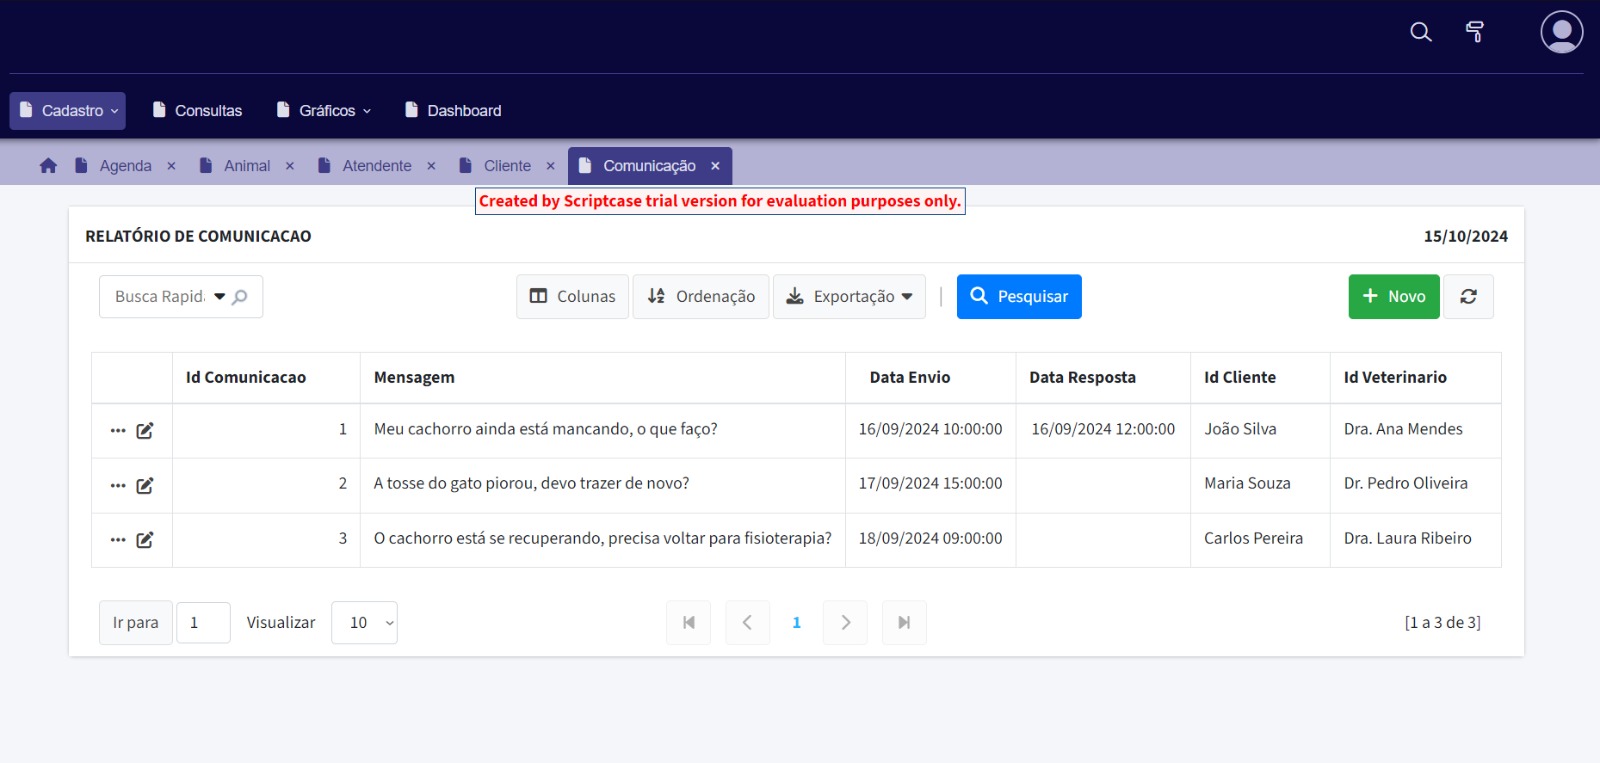 Cadastro
Consultas
Gráficos
Dashboard
Agenda × Animal × Atendente × Cliente × Comunicação ×
Created by Scriptcase trial version for evaluation purposes only.
RELATÓRIO DE COMUNICACAO 15/10/2024
Busca Rapid
Colunas Ordenação Exportação | Pesquisar + Novo
Id Comunicacao Mensagem Data Envio Data Resposta Id Cliente Id Veterinario
1 Meu cachorro ainda está mancando, o que faço? 16/09/2024 10:00:00 16/09/2024 12:00:00 João Silva Dra. Ana Mendes
2 A tosse do gato piorou, devo trazer de novo? 17/09/2024 15:00:00 Maria Souza Dr. Pedro Oliveira
3 O cachorro está se recuperando, precisa voltar para fisioterapia? 18/09/2024 09:00:00 Carlos Pereira Dra. Laura Ribeiro
Ir para 1 Visualizar 10 1 [1 a 3 de 3]